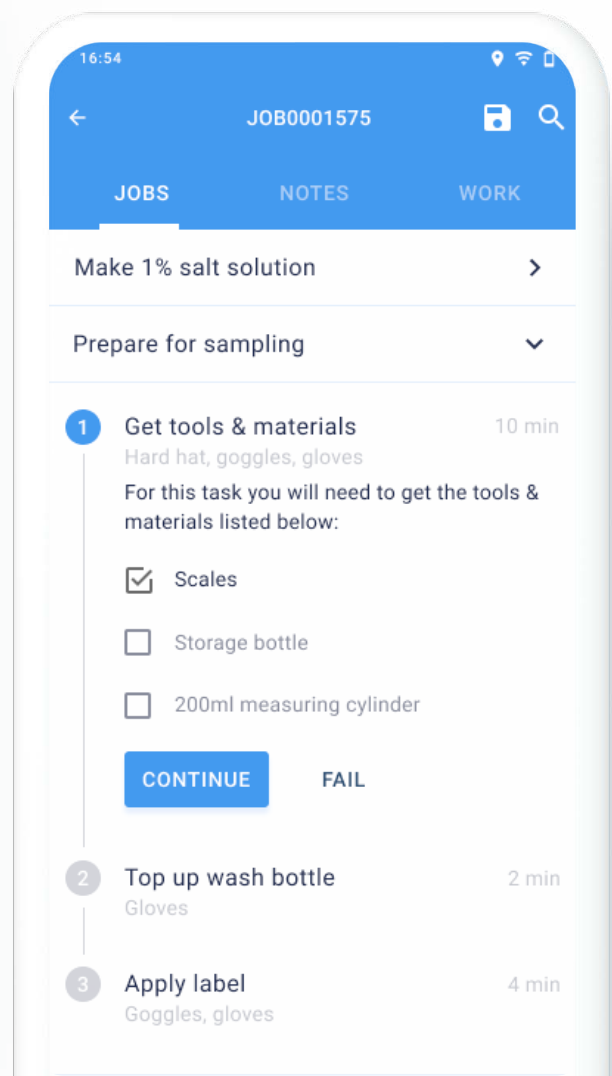 16:54
JOB0001575
JOBS NOTES WORK
Make 1% salt solution
Prepare for sampling
1 Get tools & materials 10 min
Hard hat, goggles, gloves
For this task you will need to get the tools &
materials listed below:
Scales
Storage bottle
200ml measuring cylinder
CONTINUE FAIL
2 Top up wash bottle 2 min
Gloves
3 Apply label 4 min
Goggles, gloves